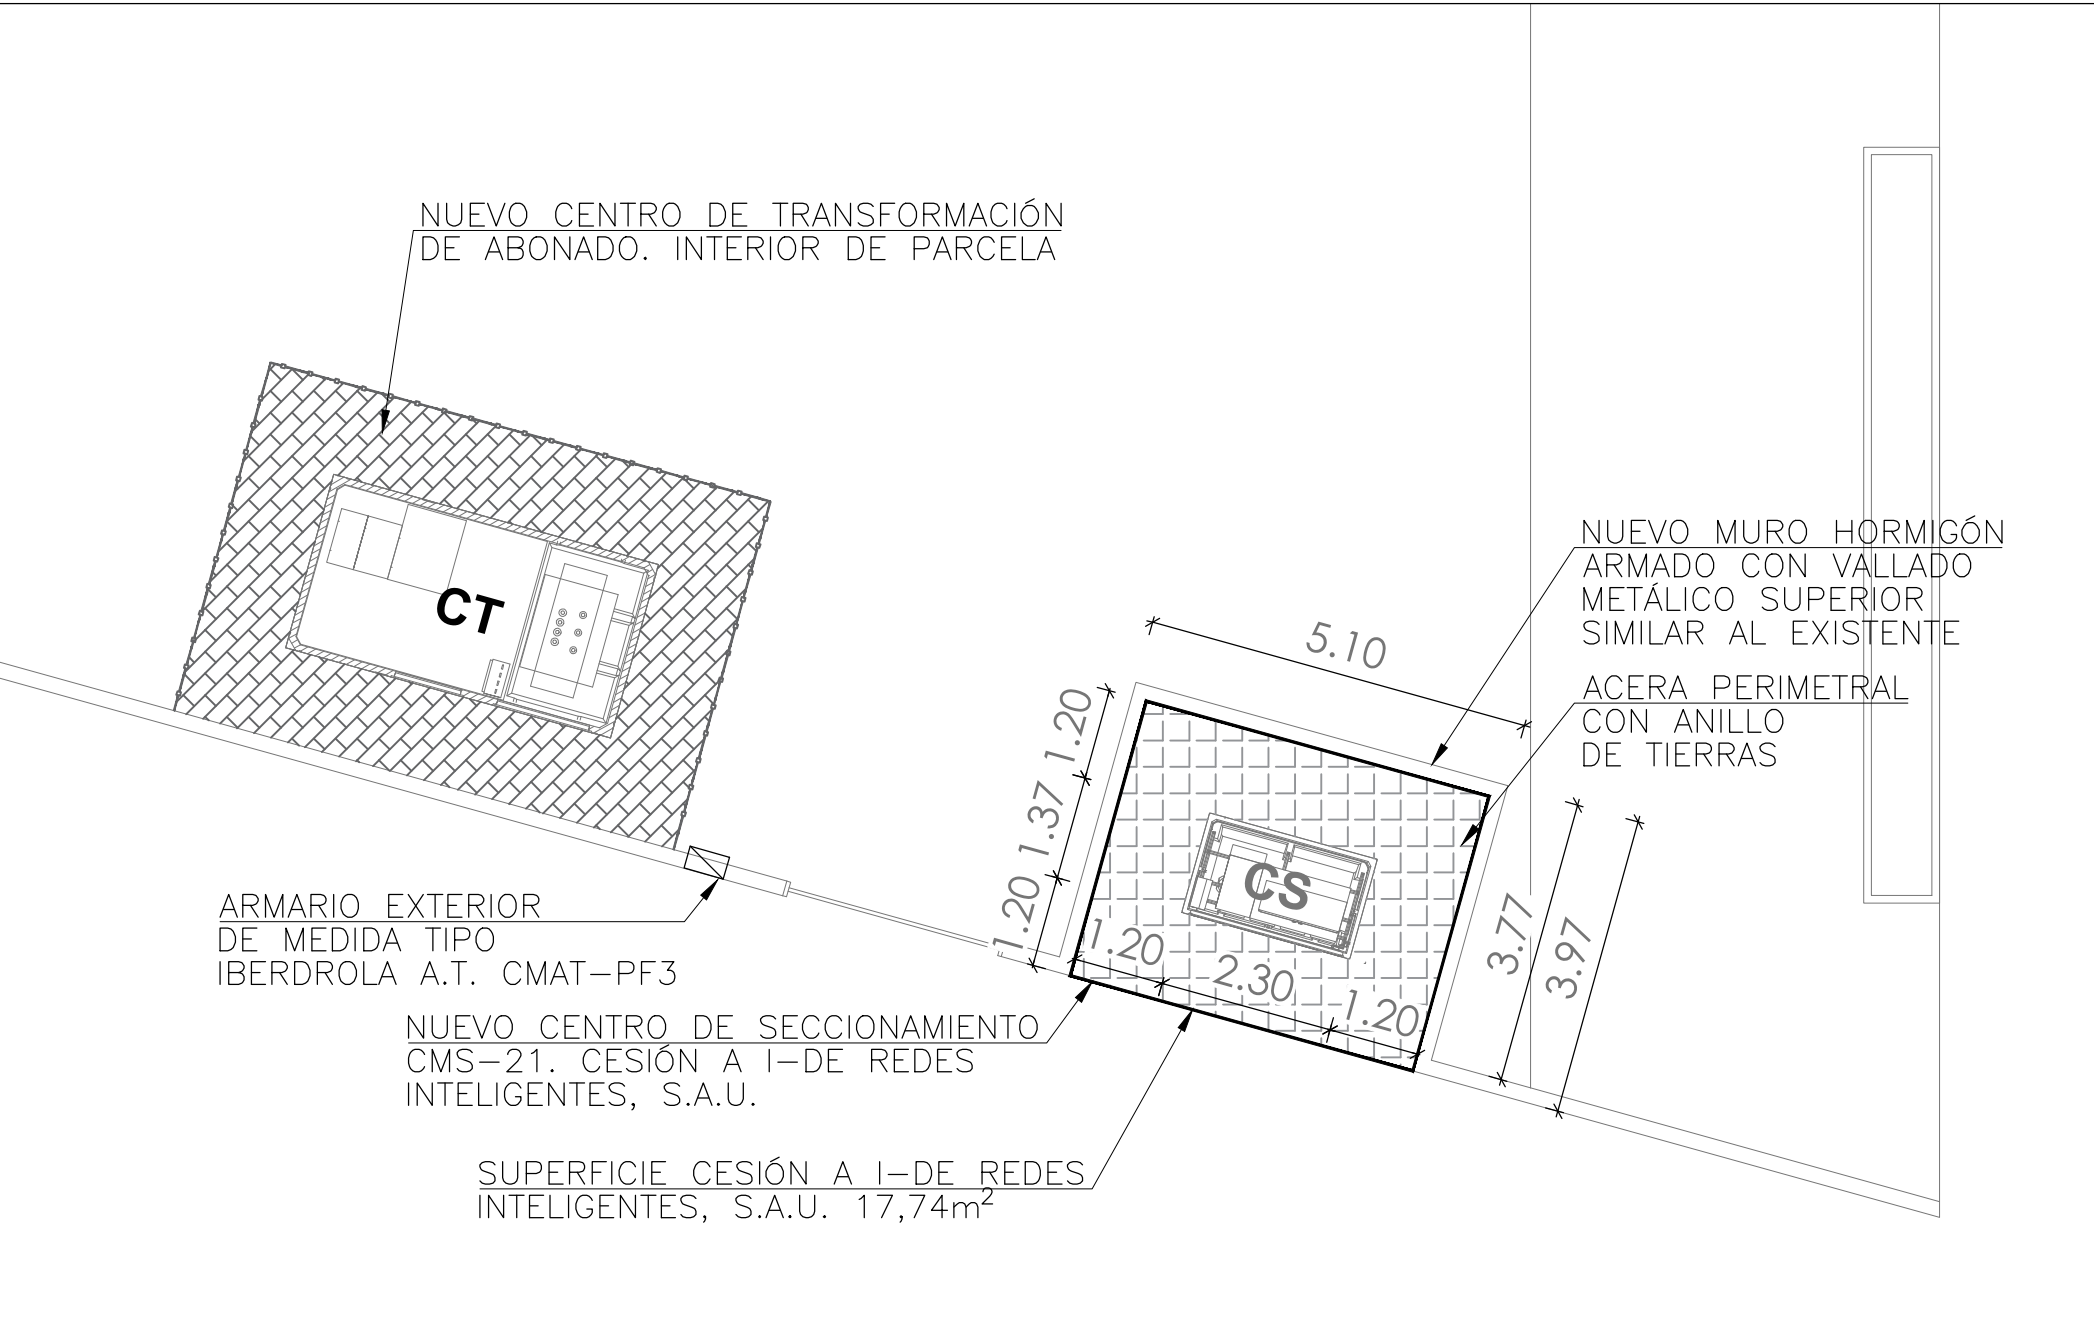 NUEVO CENTRO DE TRANSFORMACIÓN
DE ABONADO. INTERIOR DE PARCELA
CT
NUEVO MURO HORMIGÓN
ARMADO CON VALLADO
METÁLICO SUPERIOR
SIMILAR AL EXISTENTE
5.10
ACERA PERIMETRAL
CON ANILLO
DE TIERRAS
1.20
1.37
1.20
CS
1.20
2.30
1.20
3.77
3.97
ARMARIO EXTERIOR
DE MEDIDA TIPO
IBERDROLA A.T. CMAT-PF3
NUEVO CENTRO DE SECCIONAMIENTO
CMS-21. CESIÓN A I-DE REDES
INTELIGENTES, S.A.U.
SUPERFICIE CESIÓN A I-DE REDES
INTELIGENTES, S.A.U. 17,74m²